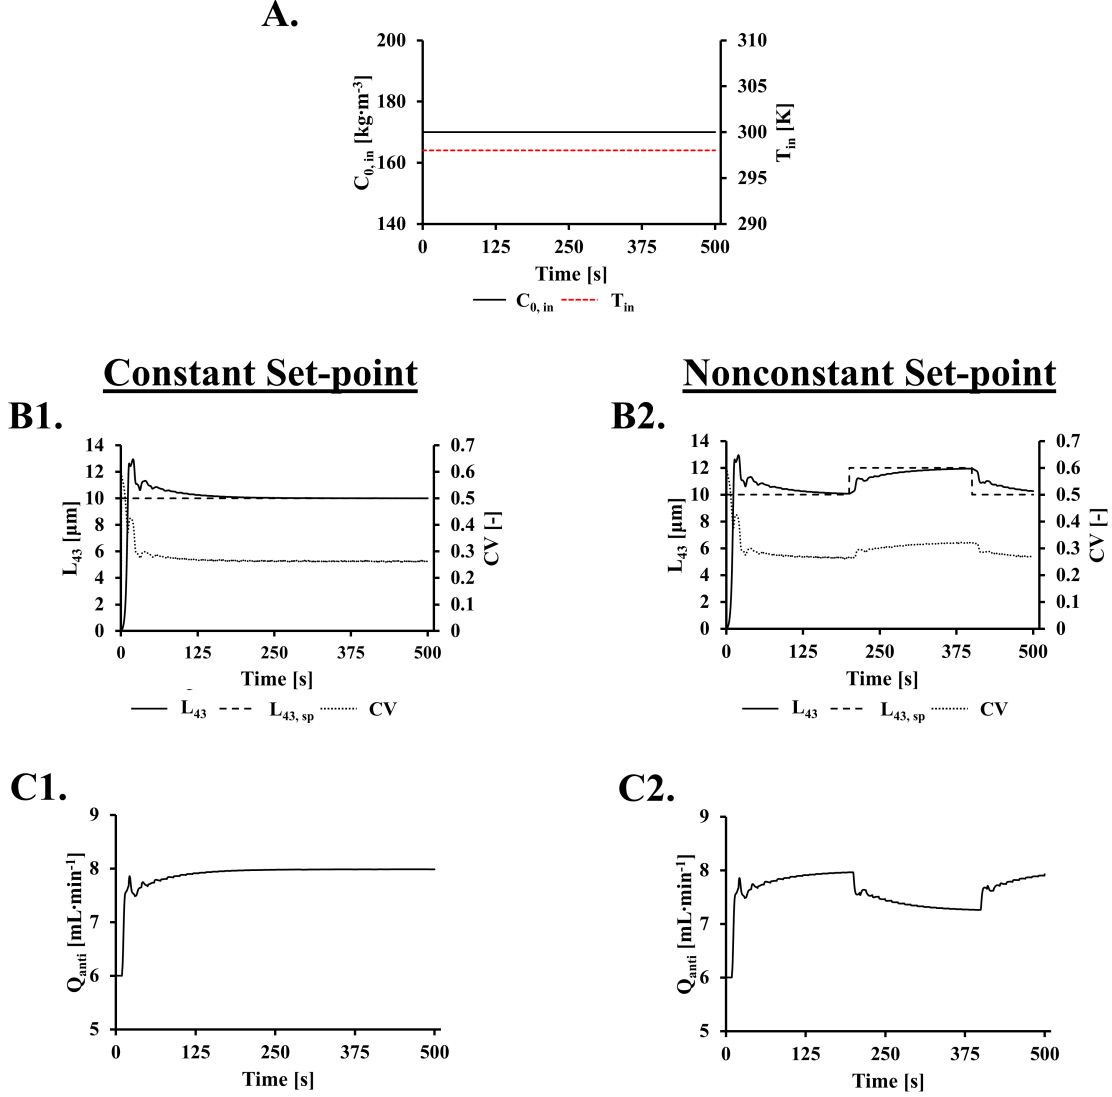 A.
200
180
160
140
C0, in [kg·m-3]
310
305
300
295
290
Tin [K]
0 125 250 375 500
Time [s]
C0, in Tin
Constant Set-point
Nonconstant Set-point
B1.
14
12
10
8
6
4
2
0
L43 [µm]
0.7
0.6
0.5
0.4
0.3
0.2
0.1
0
CV [-]
0 125 250 375 500
Time [s]
L43 L43, sp CV
B2.
14
12
10
8
6
4
2
0
L43 [µm]
0.7
0.6
0.5
0.4
0.3
0.2
0.1
0
CV [-]
0 125 250 375 500
Time [s]
L43 L43, sp CV
C1.
9
8
7
6
5
Qanti [mL·min-1]
0 125 250 375 500
Time [s]
C2.
9
8
7
6
5
Qanti [mL·min-1]
0 125 250 375 500
Time [s]